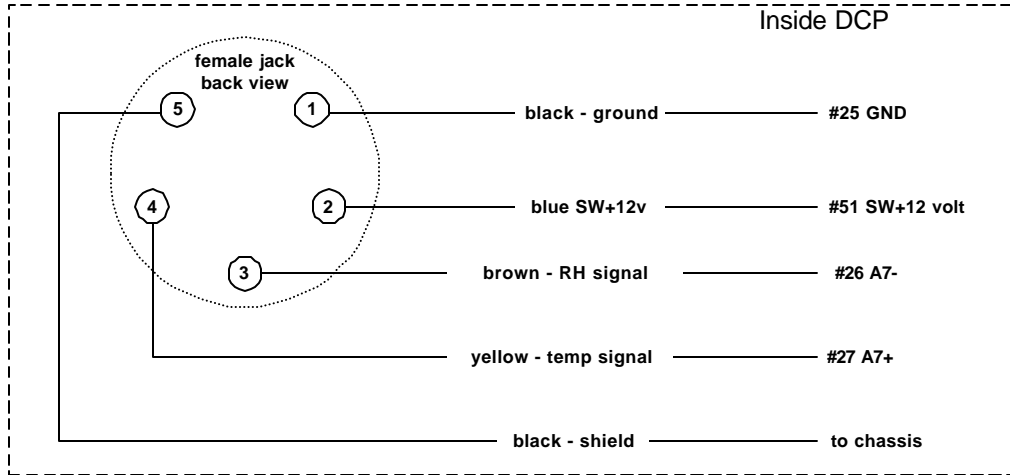 Inside DCP
female jack
back view
5
1
black - ground
#25 GND
4
2
blue SW+12v
#51 SW+12 volt
3
brown - RH signal
#26 A7-
yellow - temp signal
#27 A7+
black - shield
to chassis